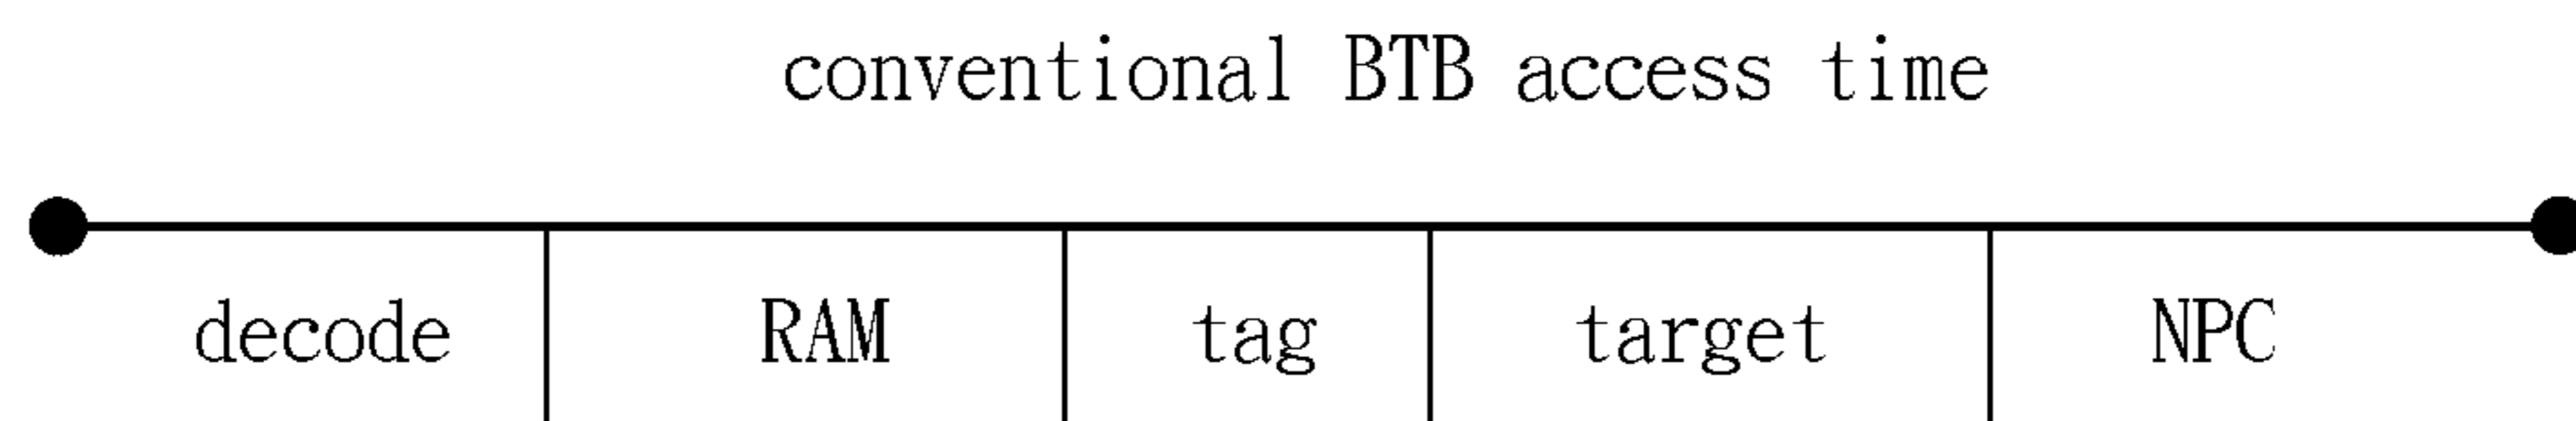 conventional BTB access time
decode RAM tag target NPC